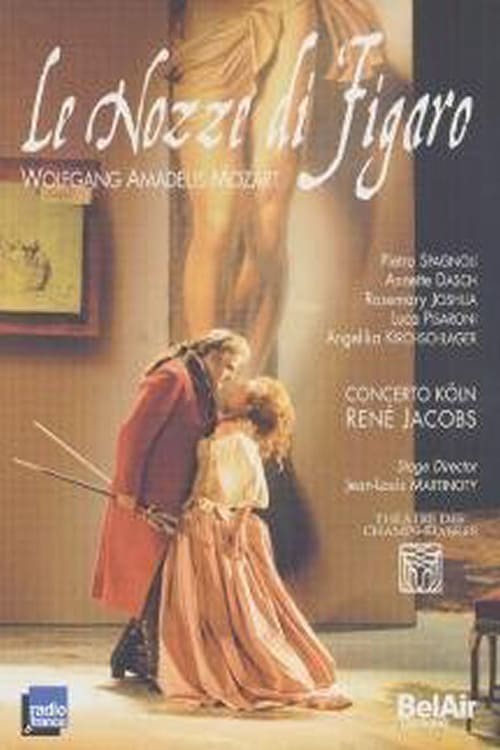 Le Nozze di Figaro
WOLFGANG AMADEUS MOZART
Pietro SPAGNOLI
Annette DASCH
Rosemary JOSHUA
Luca PISARONI
Angelika KIRCHSCHLAGER
CONCERTO KÖLN
RENÉ JACOBS
Stage Director
Jean-Louis MARTINOTY
THEATRE DES
CHAMPS-ELYSEES
radio
france
BelAir